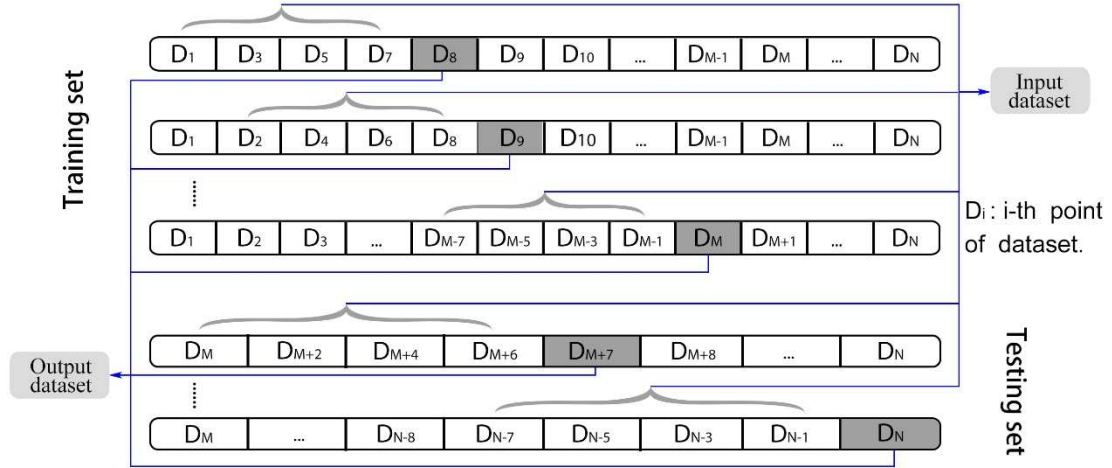 Training set
D1 D3 D5 D7 D8 D9 D10 ... DM-1 DM ... DN
Input
dataset
D1 D2 D4 D6 D8 D9 D10 ... DM-1 DM ... DN
D1 D2 D3 ... DM-7 DM-5 DM-3 DM-1 DM DM+1 ... DN
Di: i-th point
of dataset.
DM DM+2 DM+4 DM+6 DM+7 DM+8 ... DN
Output
dataset
Testing set
DM ... DN-8 DN-7 DN-5 DN-3 DN-1 DN